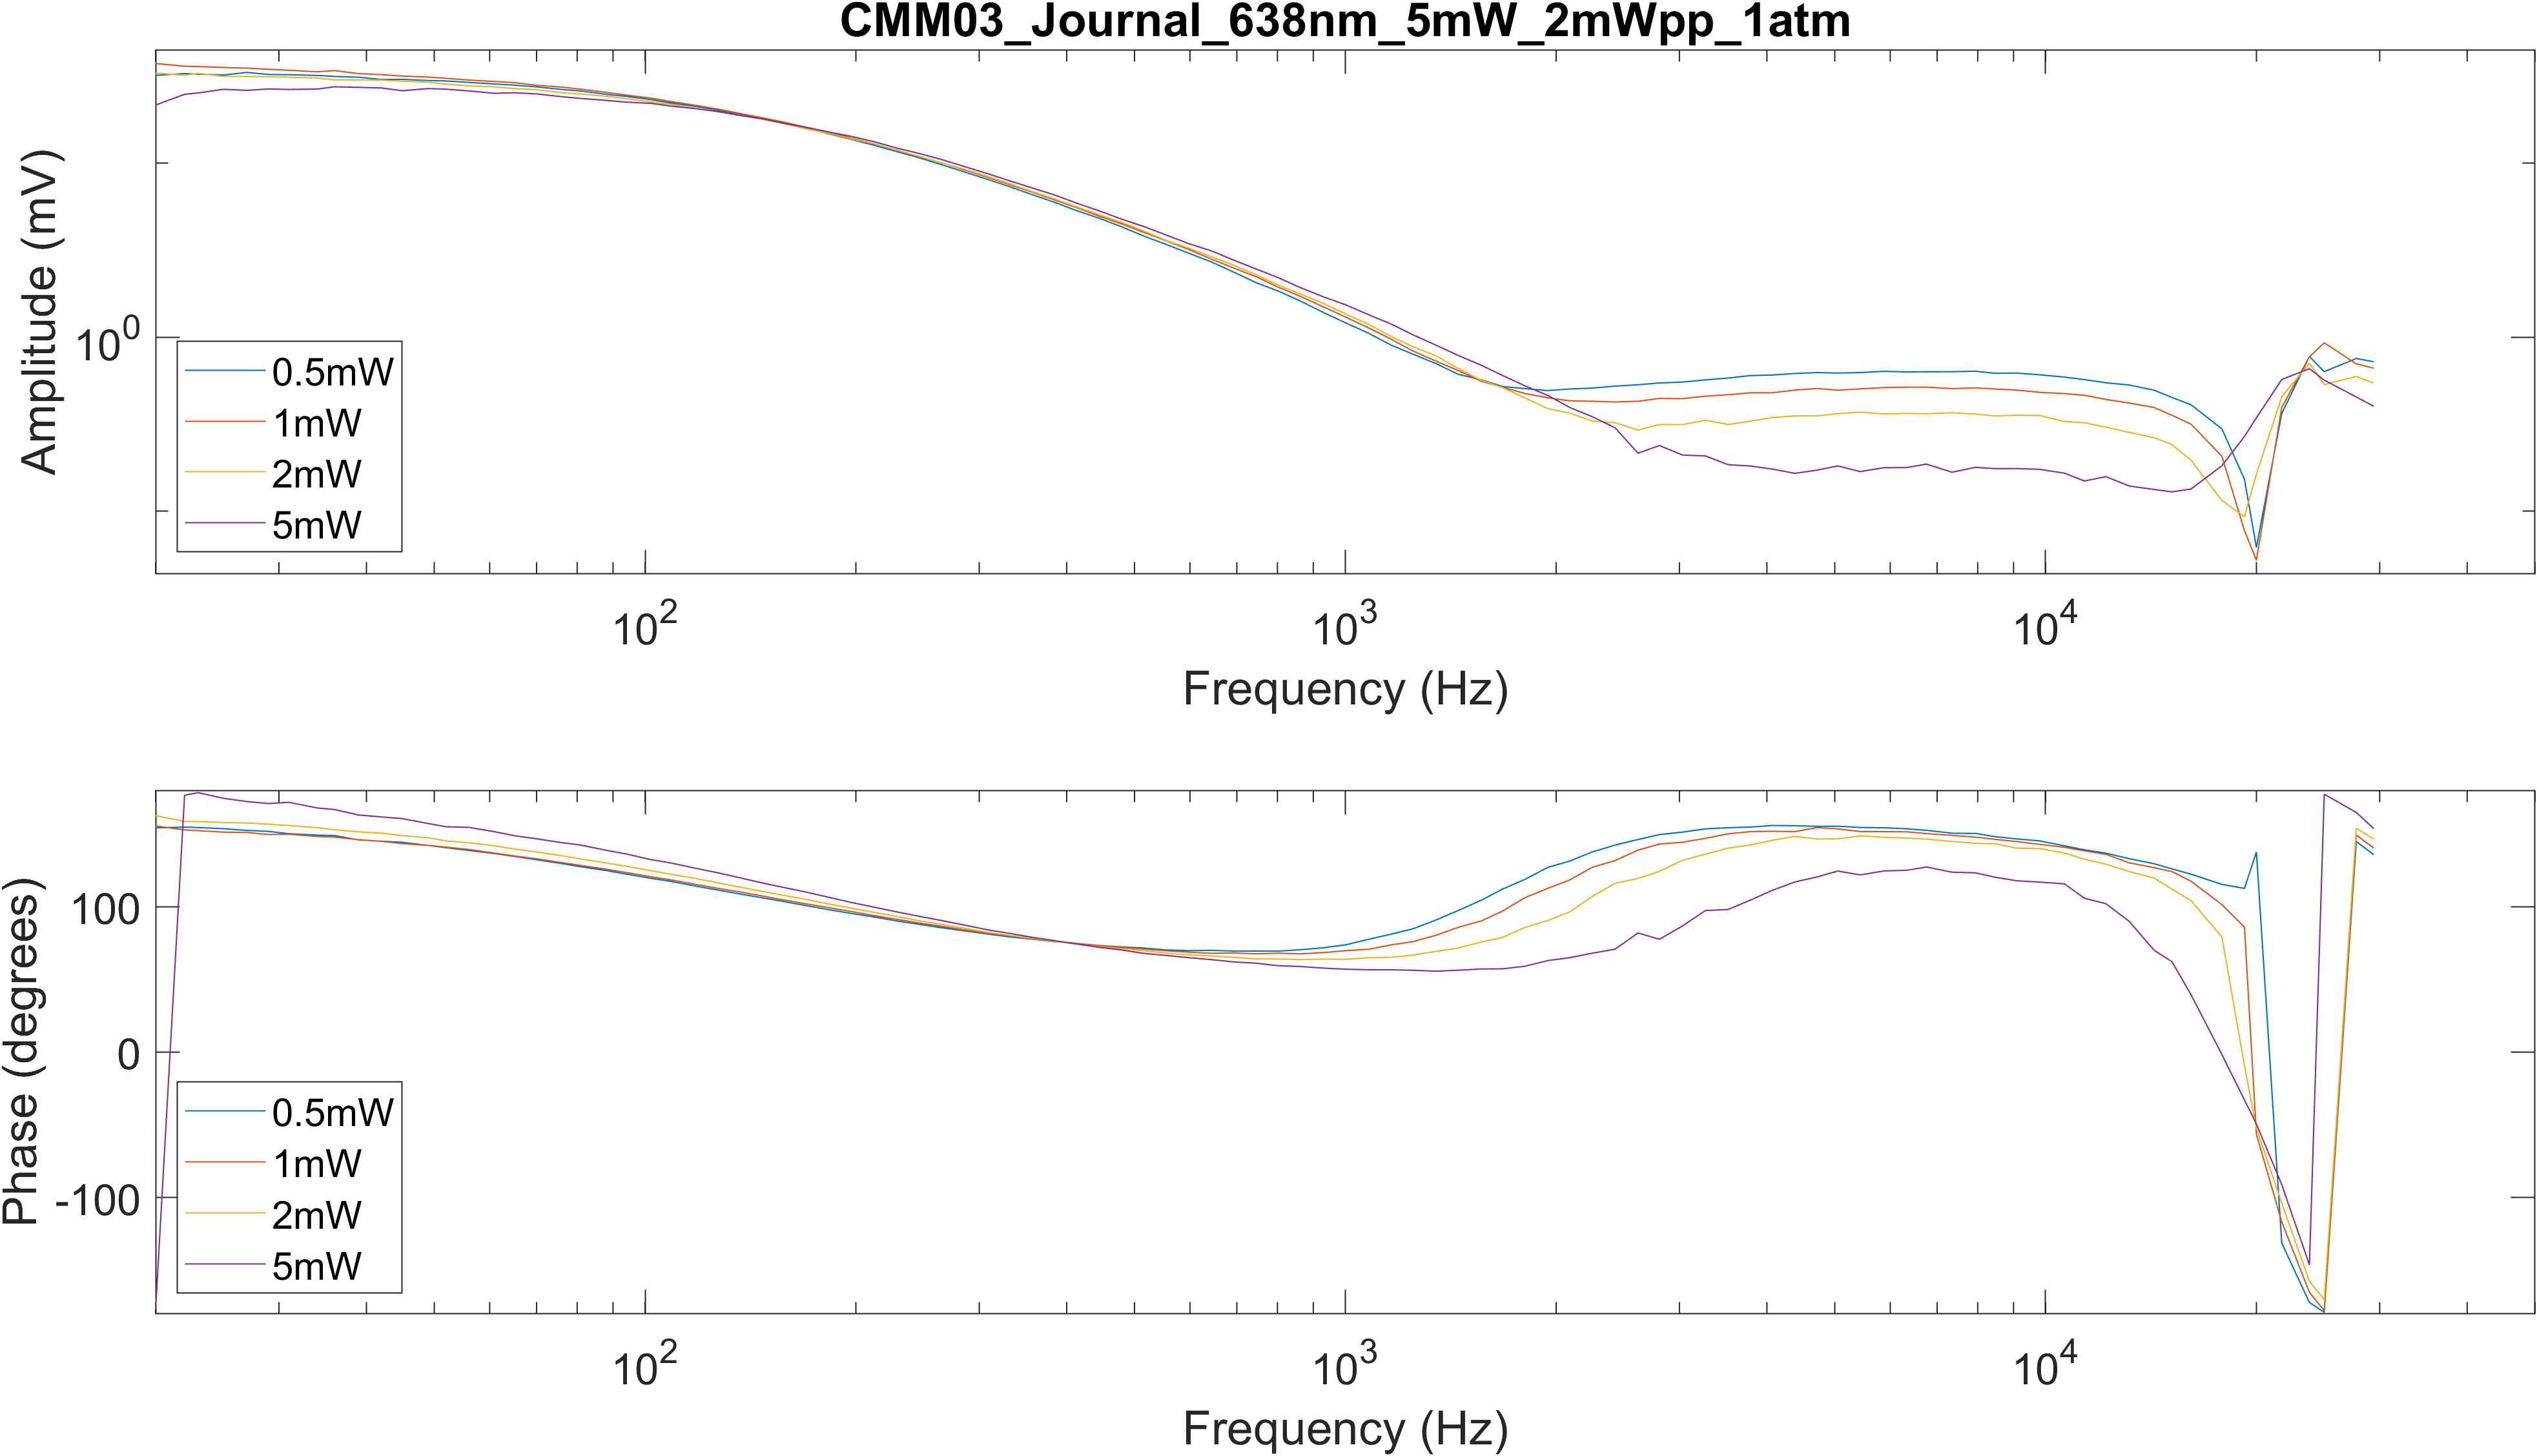 CMM03_Journal_638nm_5mW_2mWpp_1atm
Amplitude (mV)
10^0
0.5mW
1mW
2mW
5mW
10^2
10^3
10^4
Frequency (Hz)
Phase (degrees)
100
0
-100
0.5mW
1mW
2mW
5mW
10^2
10^3
10^4
Frequency (Hz)